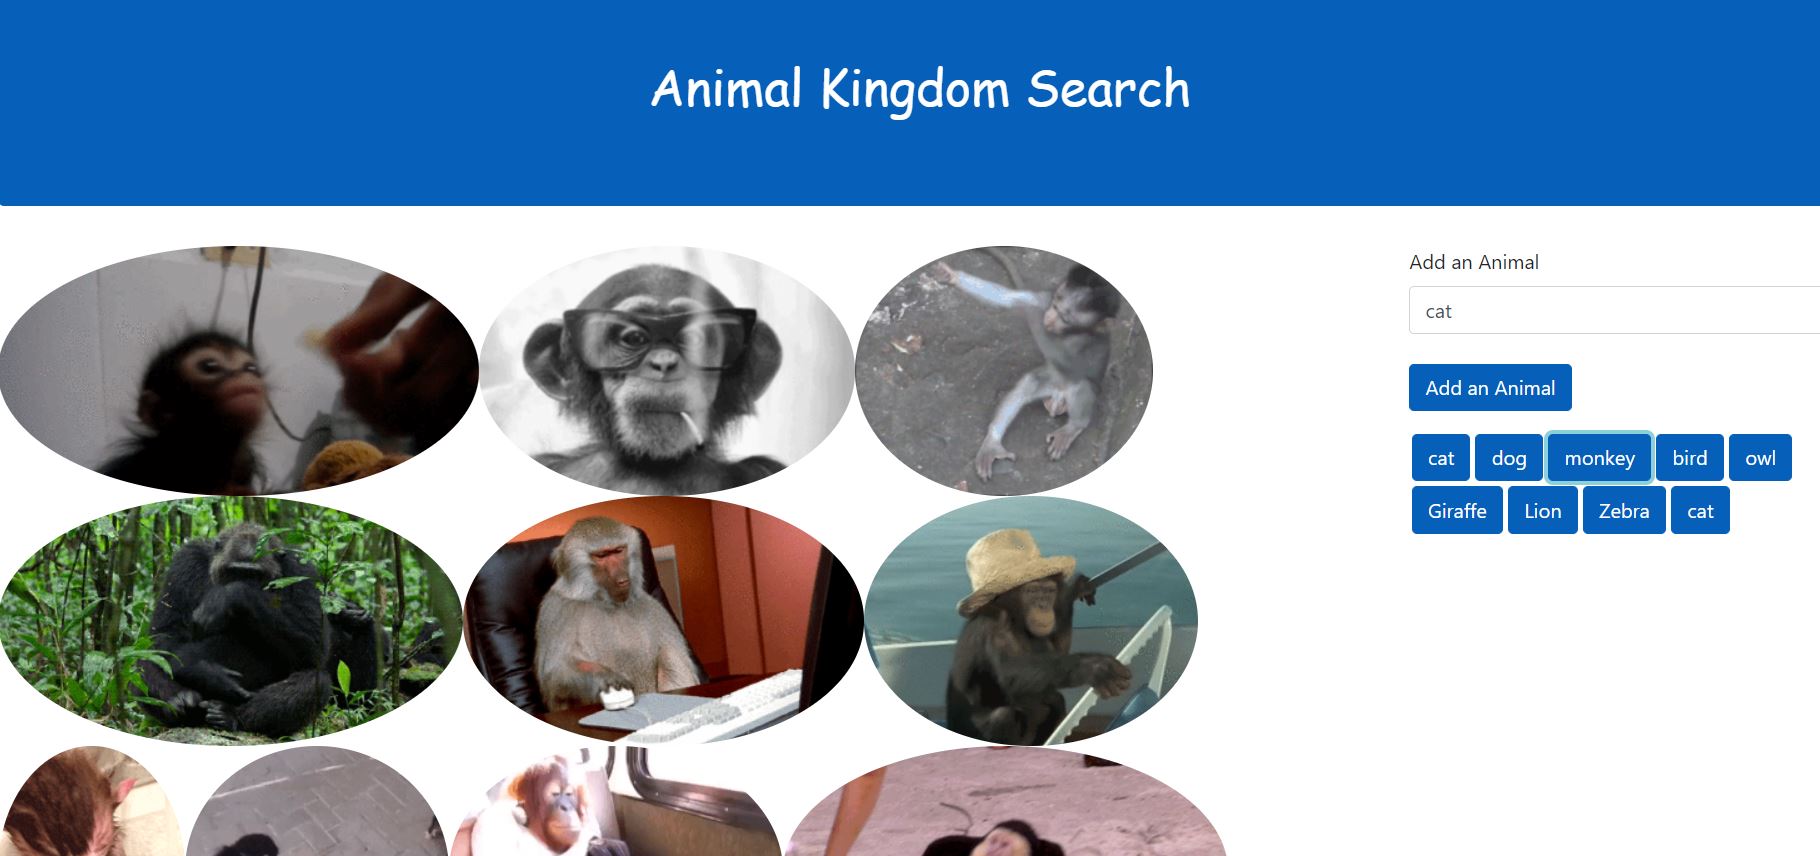 Animal Kingdom Search
Add an Animal
cat
Add an Animal
cat dog monkey bird owl
Giraffe Lion Zebra cat